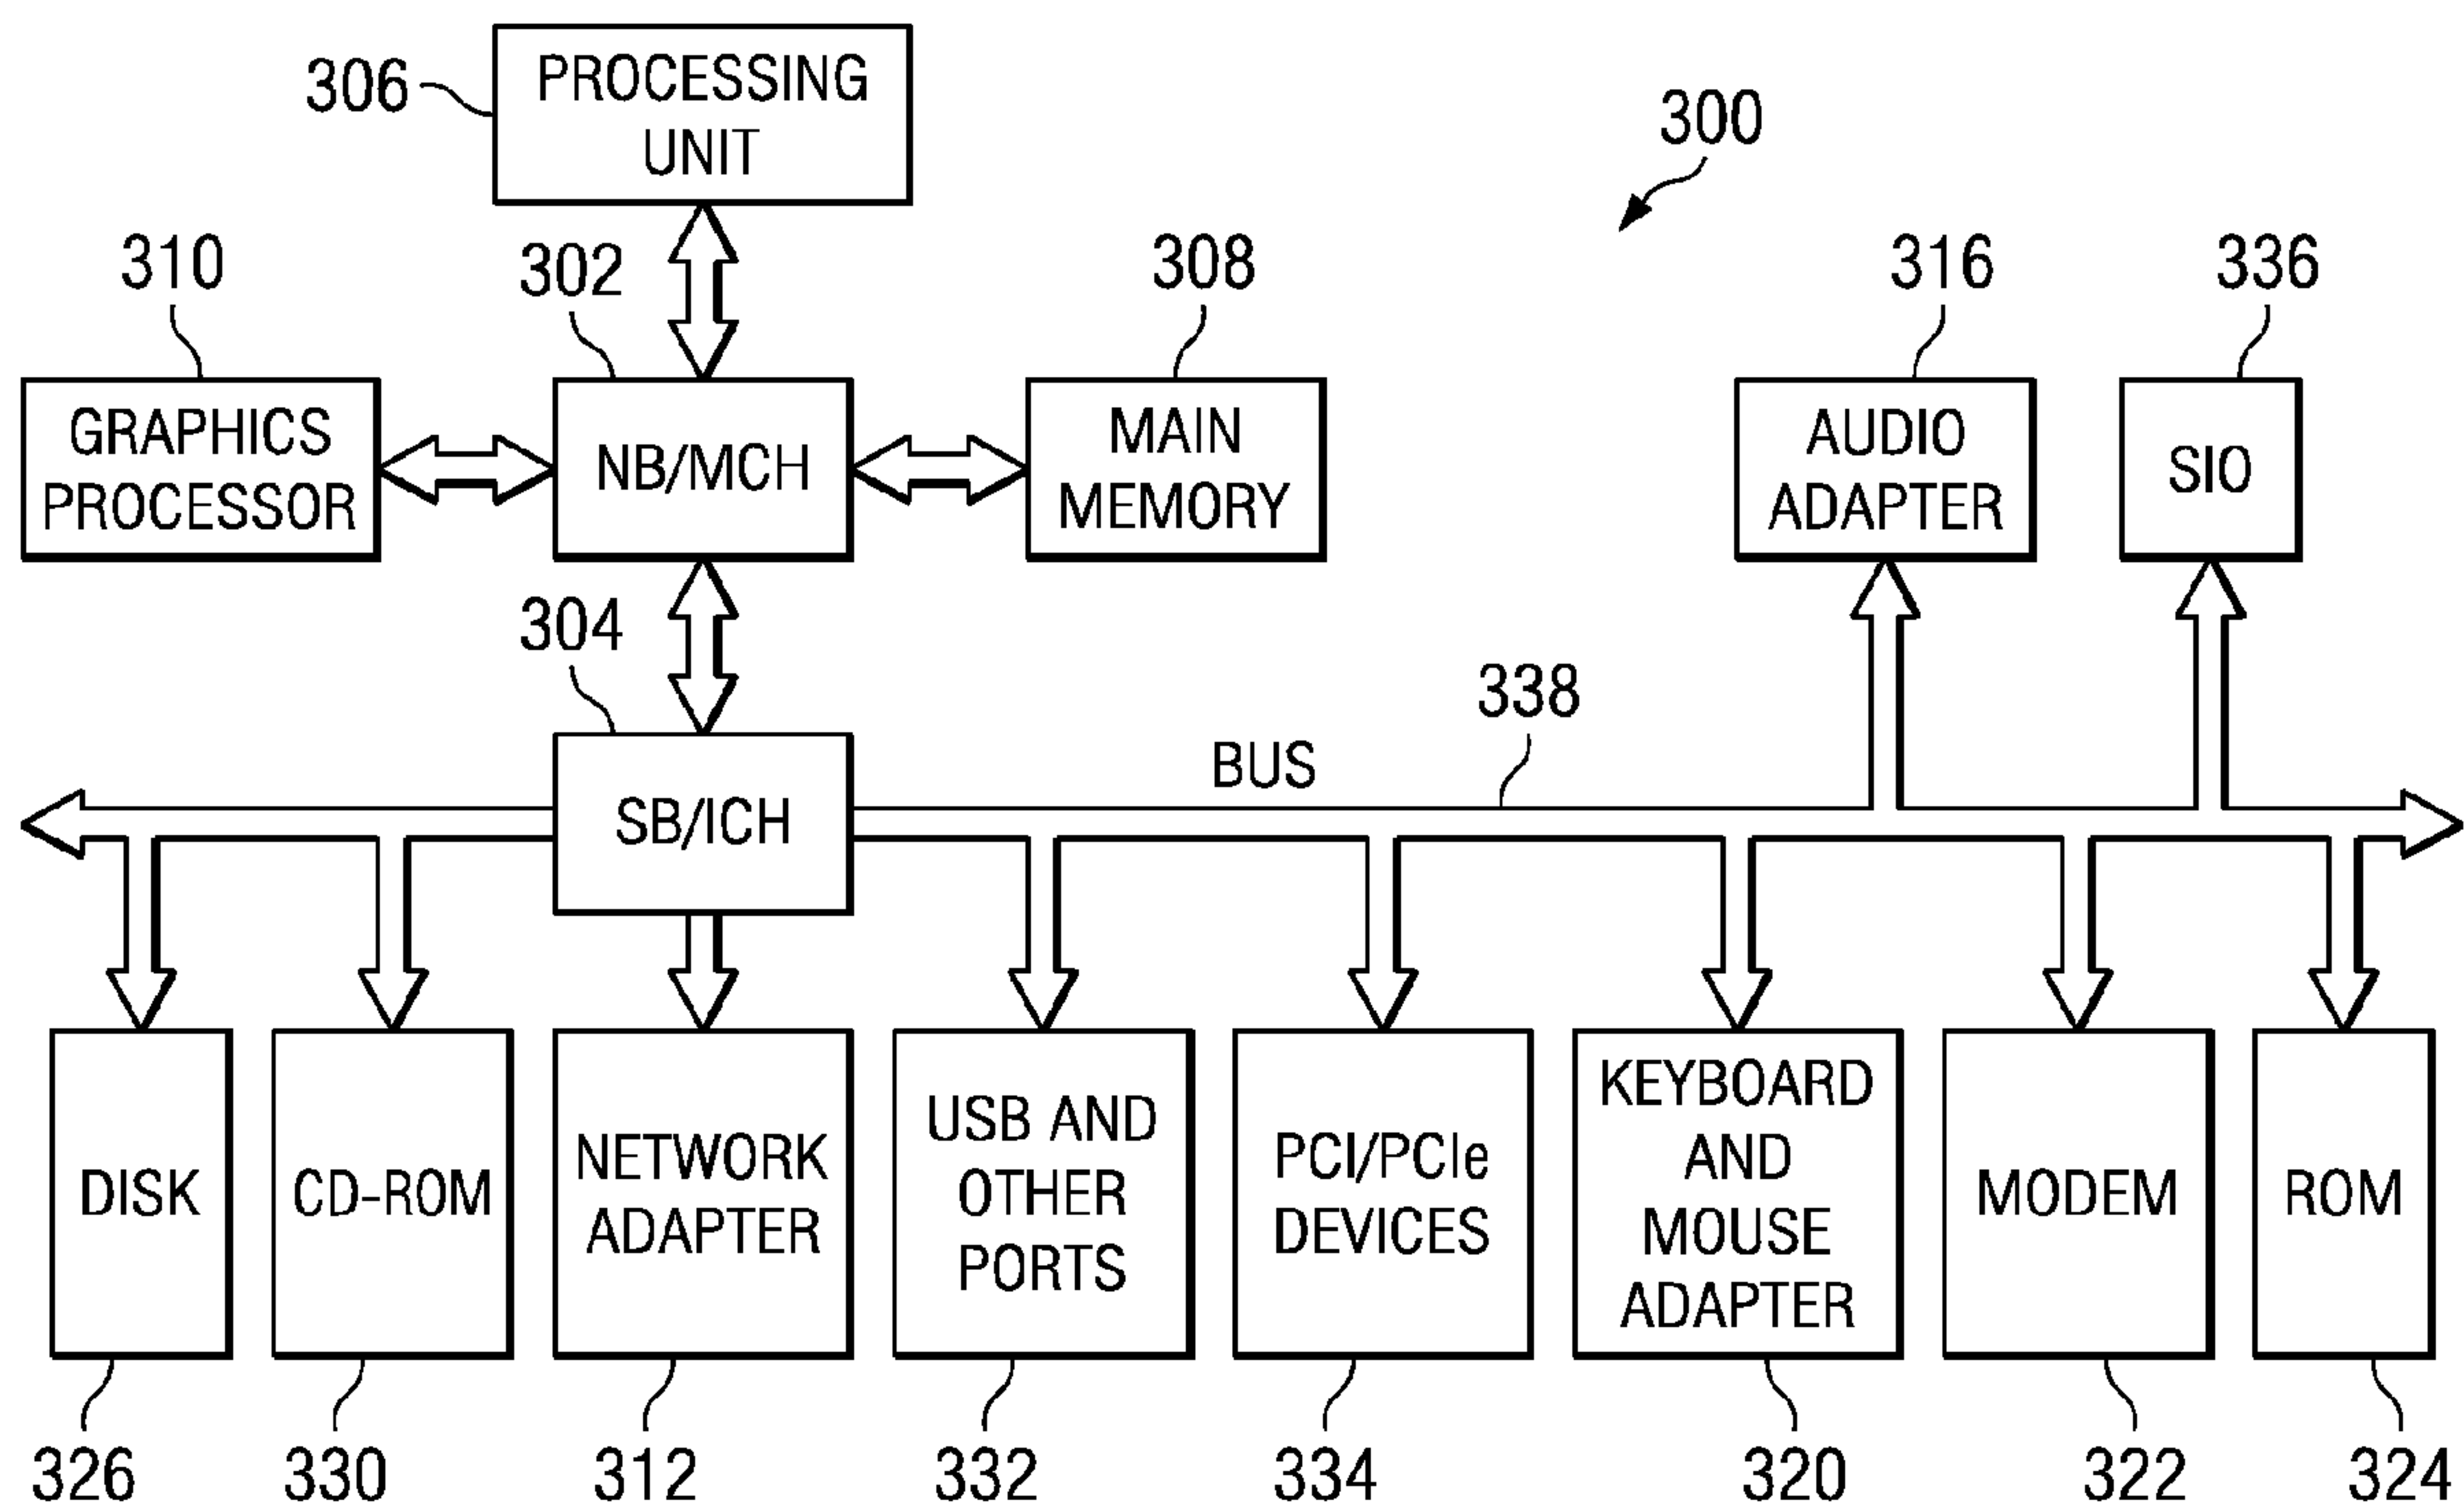 PROCESSING
UNIT
306
300
310
302
308
316
336
GRAPHICS
PROCESSOR
NB/MCH
MAIN
MEMORY
AUDIO
ADAPTER
SIO
304
338
BUS
SB/ICH
DISK
CD-ROM
NETWORK
ADAPTER
USB AND
OTHER
PORTS
PCI/PCIe
DEVICES
KEYBOARD
AND
MOUSE
ADAPTER
MODEM
ROM
326
330
312
332
334
320
322
324